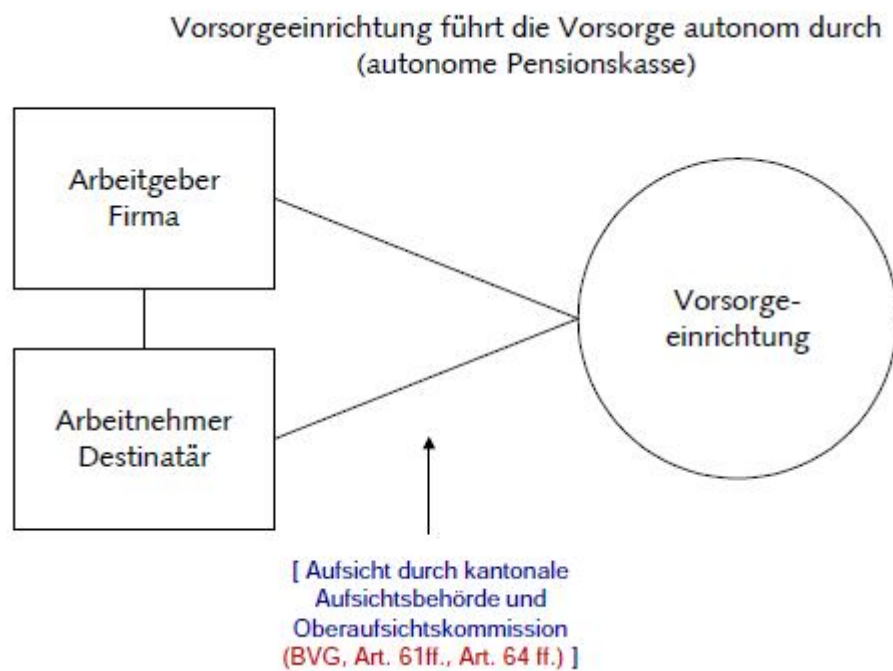 Vorsorgeeinrichtung führt die Vorsorge autonom durch
(autonome Pensionskasse)
Arbeitgeber
Firma
Vorsorge-
einrichtung
Arbeitnehmer
Destinatär
[ Aufsicht durch kantonale
Aufsichtsbehörde und
Oberaufsichtskommission
(BVG, Art. 61ff., Art. 64 ff.) ]